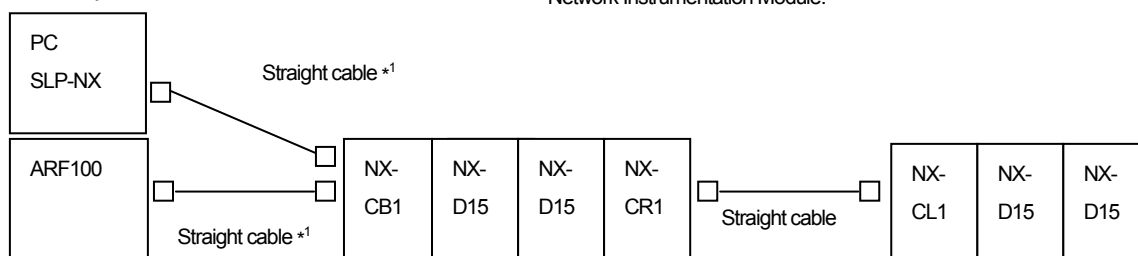 Network Instrumentation Module.
PC
SLP-NX
Straight cable *1
ARF100
Straight cable *1
NX-
CB1
NX-
D15
NX-
D15
NX-
CR1
Straight cable
NX-
CL1
NX-
D15
NX-
D15